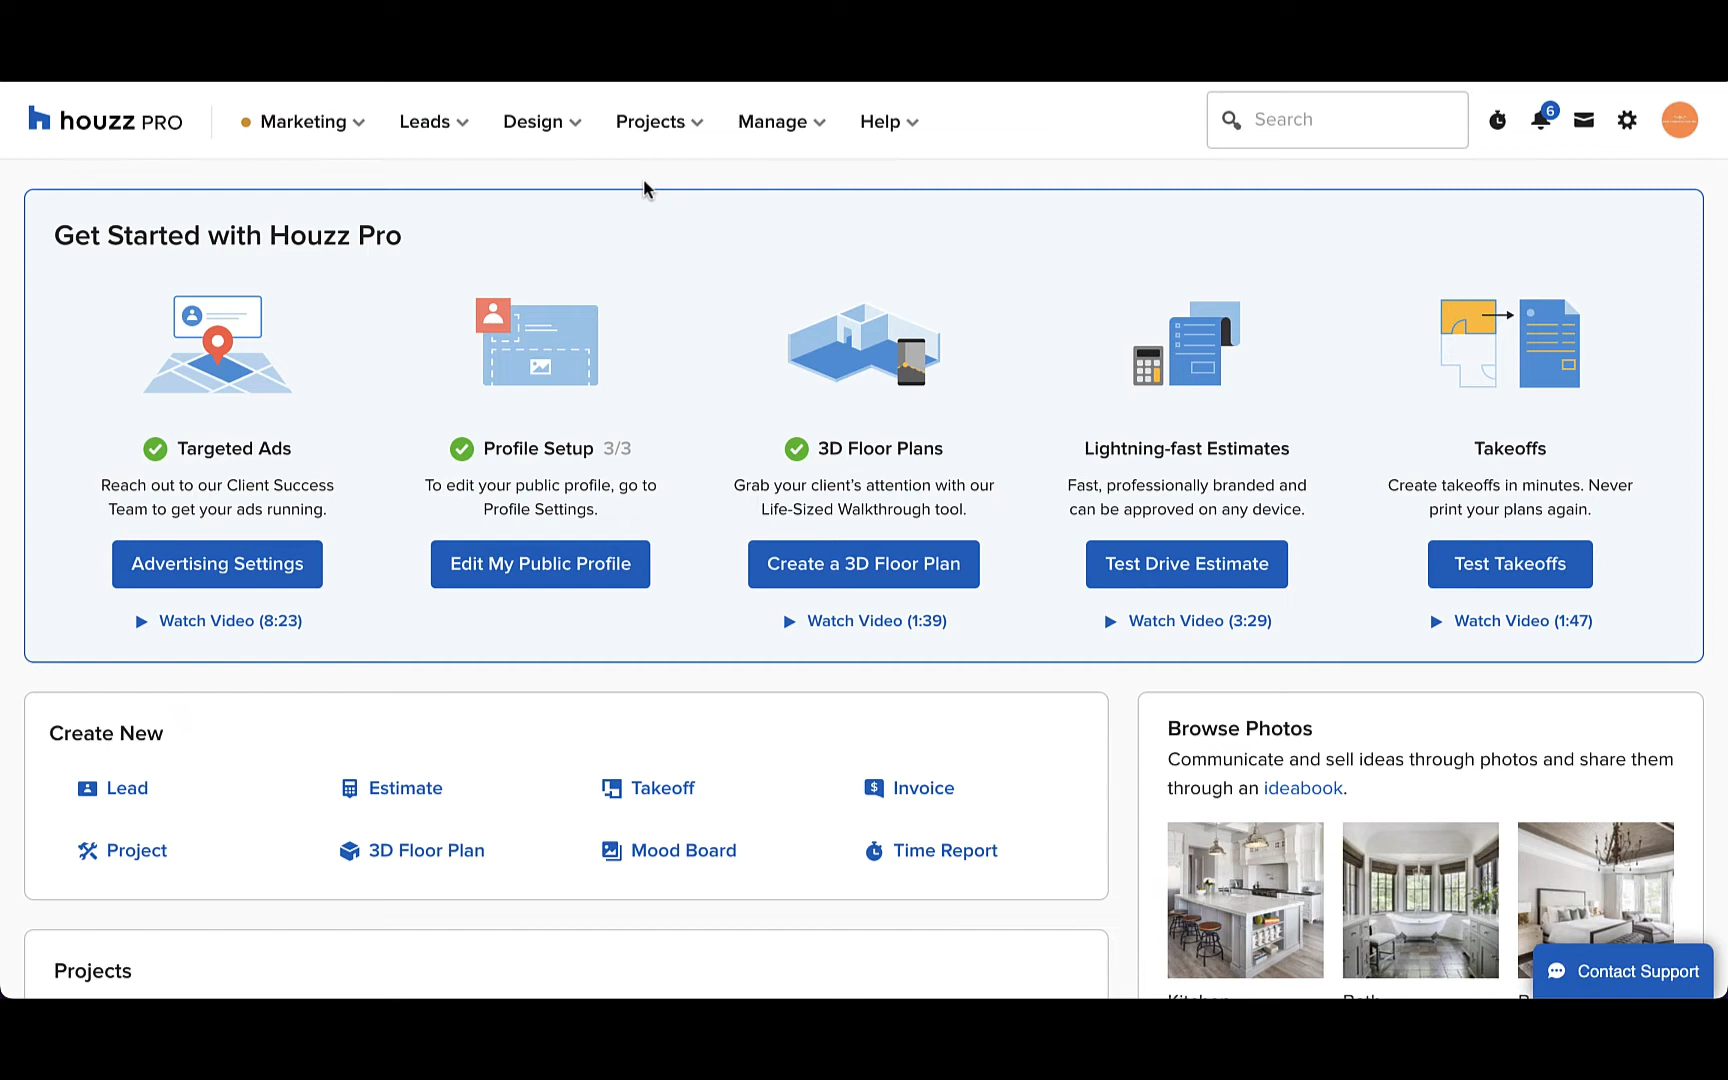 houzz PRO
Marketing
Leads
Design
Projects
Manage
Help
Search
6
Get Started with Houzz Pro
Targeted Ads
Reach out to our Client Success
Team to get your ads running.
Advertising Settings
Watch Video (8:23)
Profile Setup 3/3
To edit your public profile, go to
Profile Settings.
Edit My Public Profile
3D Floor Plans
Grab your client's attention with our
Life-Sized Walkthrough tool.
Create a 3D Floor Plan
Watch Video (1:39)
Lightning-fast Estimates
Fast, professionally branded and
can be approved on any device.
Test Drive Estimate
Watch Video (3:29)
Takeoffs
Create takeoffs in minutes. Never
print your plans again.
Test Takeoffs
Watch Video (1:47)
Create New
Lead
Estimate
Takeoff
Invoice
Project
3D Floor Plan
Mood Board
Time Report
Projects
Browse Photos
Communicate and sell ideas through photos and share them
through an ideabook.
Contact Support